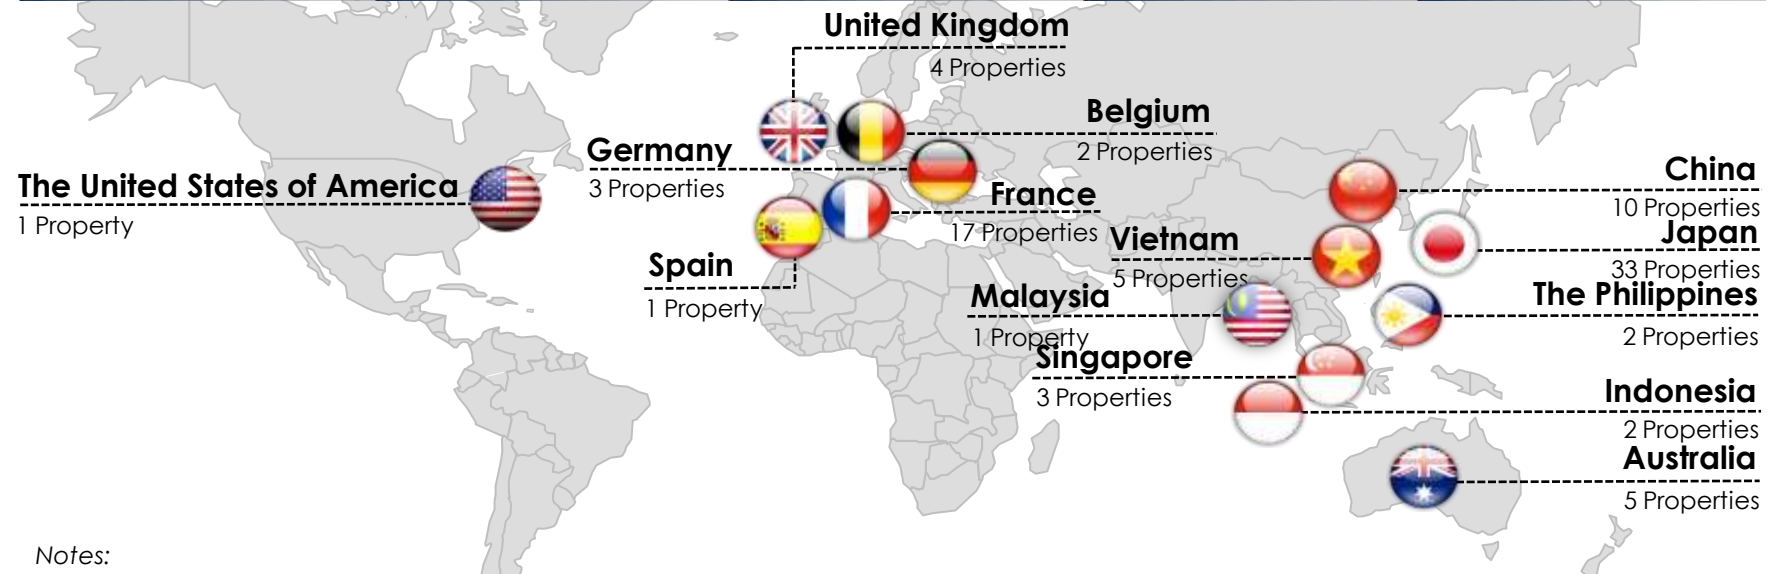 United Kingdom
4 Properties
Belgium
2 Properties
Germany
3 Properties
The United States of America
1 Property
France
17 Properties
China
10 Properties
Japan
33 Properties
Vietnam
5 Properties
Spain
1 Property
Malaysia
1 Property
The Philippines
2 Properties
Singapore
3 Properties
Indonesia
2 Properties
Australia
5 Properties
Notes: